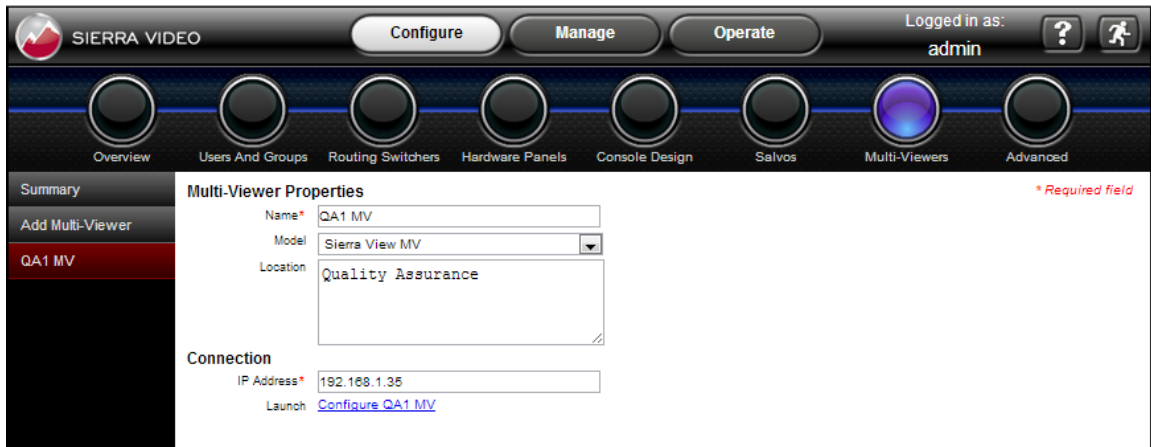 SIERRA VIDEO
Configure
Manage
Operate
Logged in as:
admin
?
Overview
Users And Groups
Routing Switchers
Hardware Panels
Console Design
Salvos
Multi-Viewers
Advanced
Summary
Add Multi-Viewer
QA1 MV
Multi-Viewer Properties
* Required field
Name* QA1 MV
Model Sierra View MV
Location Quality Assurance
Connection
IP Address* 192.168.1.35
Launch Configure QA1 MV